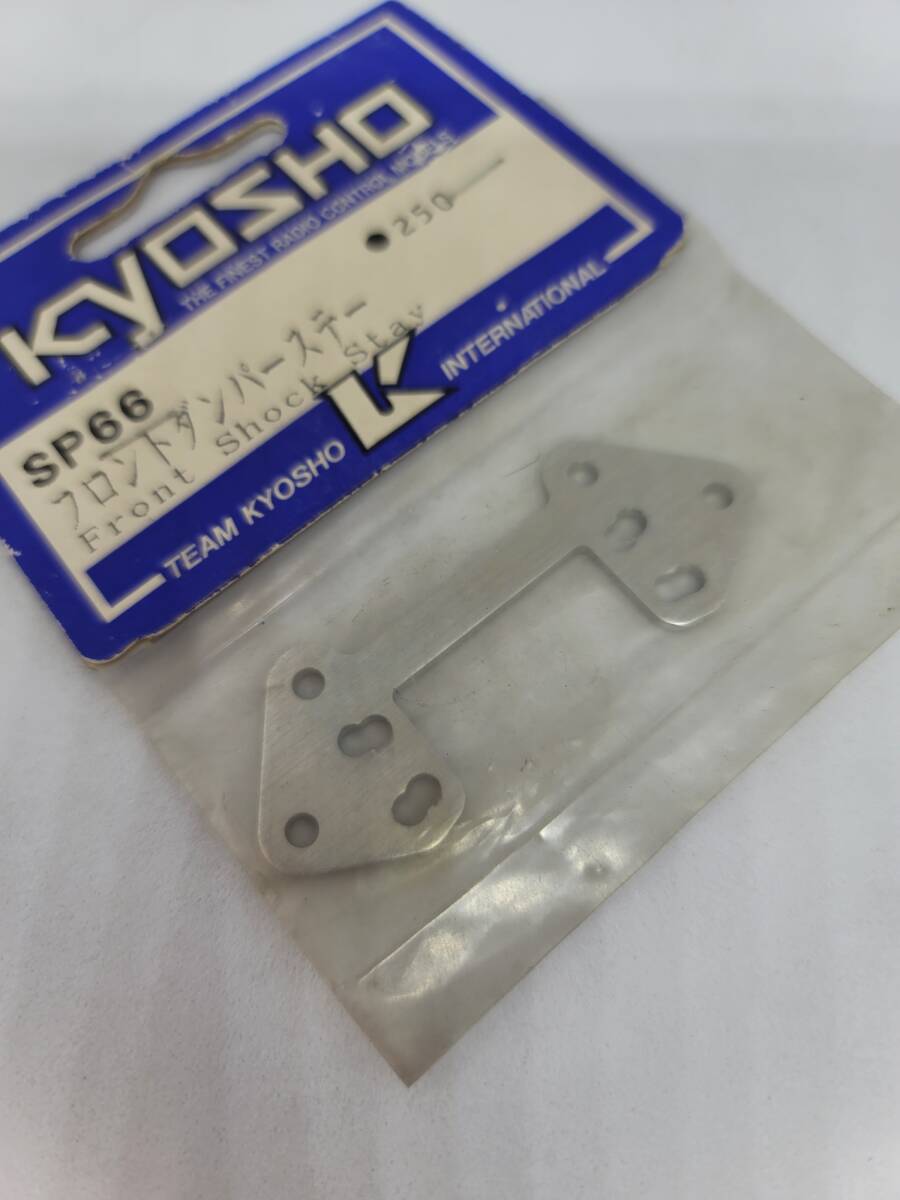 KYOSHO
THE FINEST RADIO CONTROL MODELS
●250
SP66
フロントダンパーステー
Front Shock Stay
TEAM KYOSHO K INTERNATIONAL